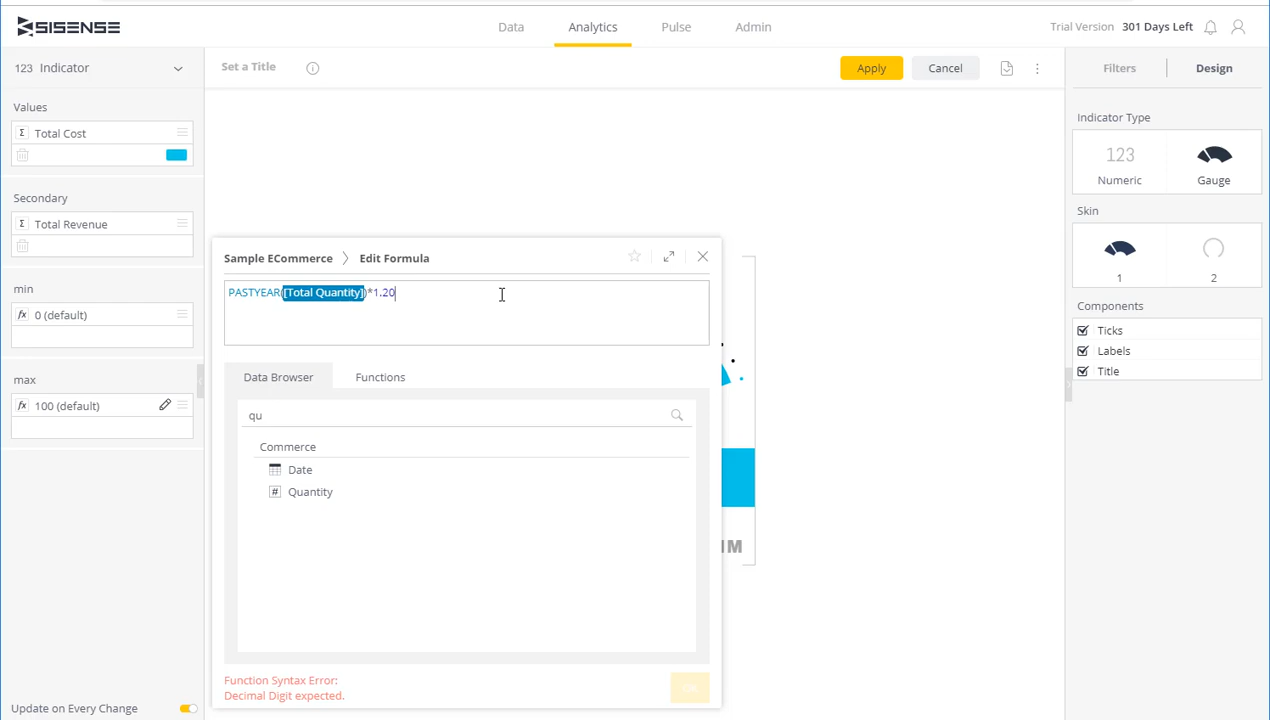 SISENSE
Data
Analytics
Pulse
Admin
Trial Version 301 Days Left
123 Indicator
Set a Title
Apply
Cancel
Filters
Design
Values
Σ Total Cost
Secondary
Σ Total Revenue
min
fx 0 (default)
max
fx 100 (default)
Update on Every Change
Sample ECommerce > Edit Formula
PASTYEAR([Total Quantity])*1.20
Data Browser
Functions
qu
Commerce
Date
# Quantity
Function Syntax Error:
Decimal Digit expected.
Indicator Type
123
Numeric
Gauge
Skin
1
2
Components
Ticks
Labels
Title